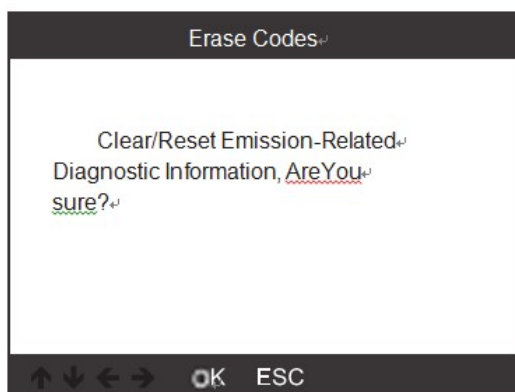 Erase Codes
Clear/Reset Emission-Related
Diagnostic Information, AreYou
sure?
OK ESC